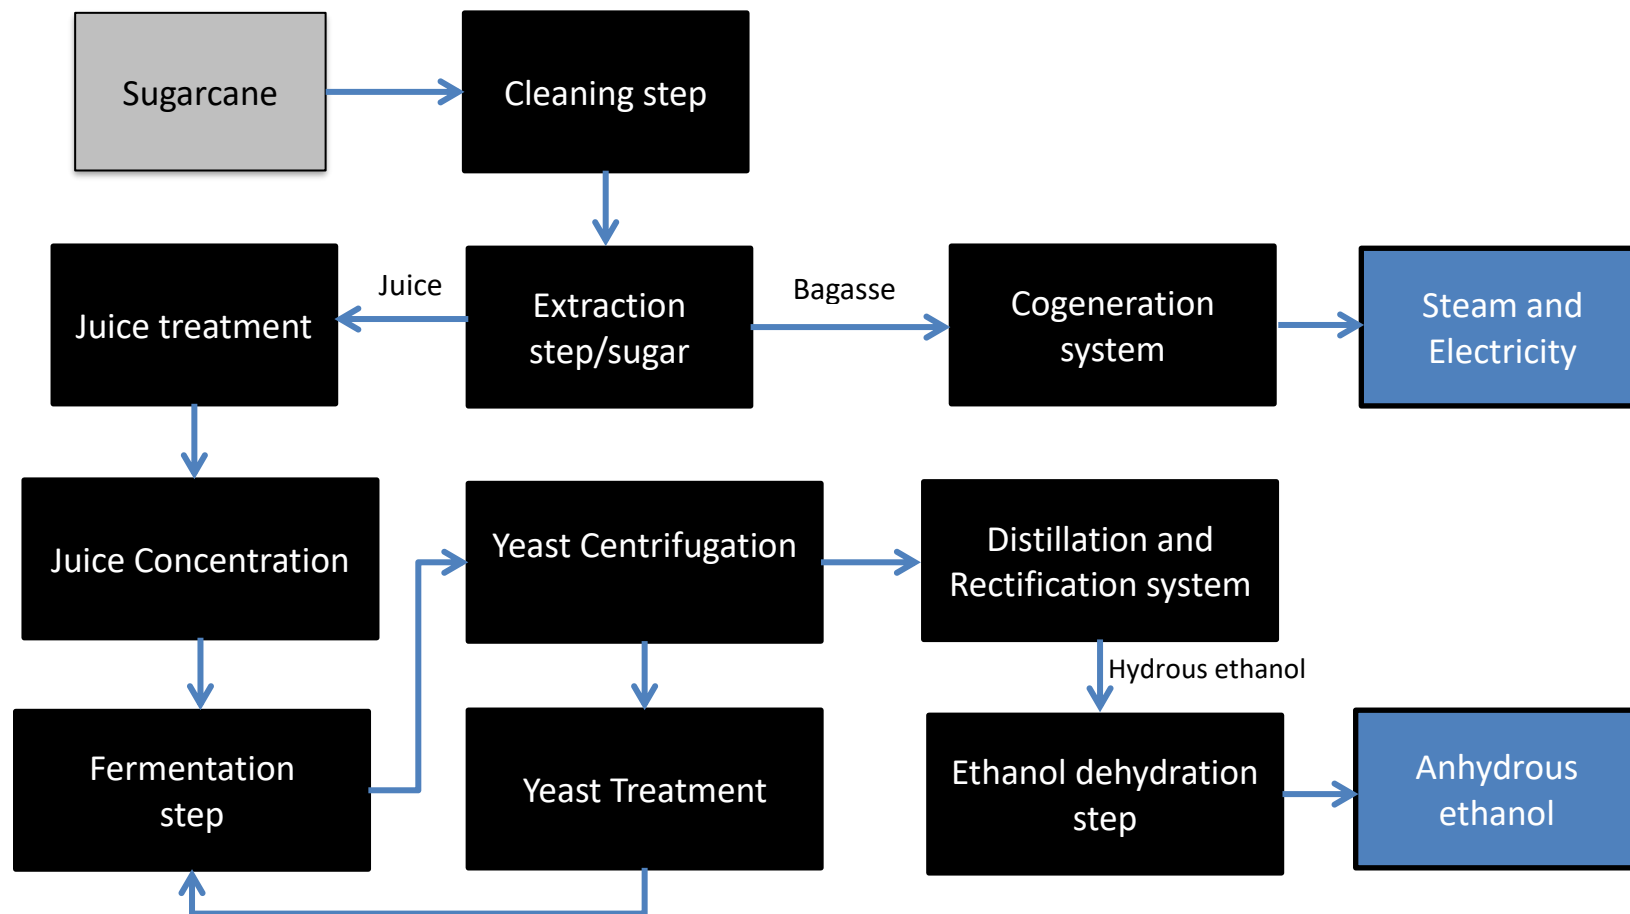 Sugarcane
Cleaning step
Juice treatment
Juice
Extraction
step/sugar
Bagasse
Cogeneration
system
Steam and
Electricity
Juice Concentration
Yeast Centrifugation
Distillation and
Rectification system
Hydrous ethanol
Fermentation
step
Yeast Treatment
Ethanol dehydration
step
Anhydrous
ethanol